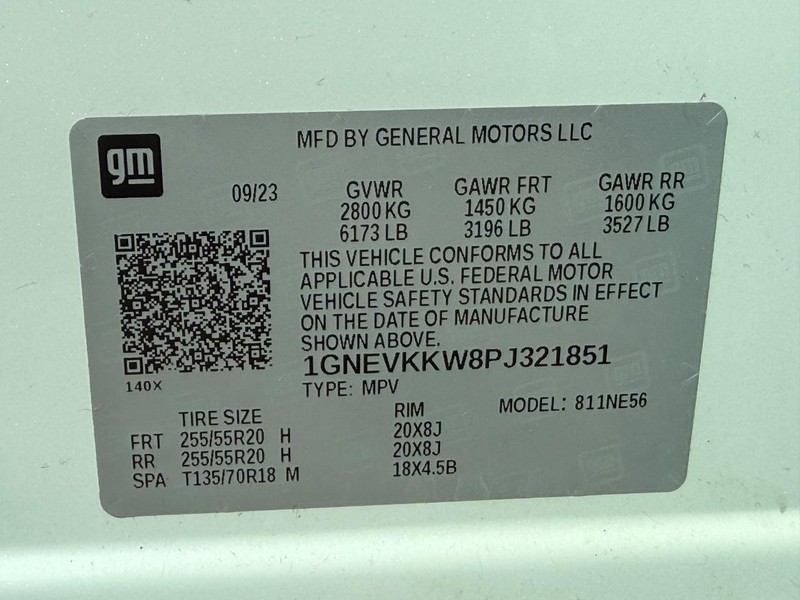 gm
MFD BY GENERAL MOTORS LLC
09/23
GVWR GAWR FRT GAWR RR
2800 KG 1450 KG 1600 KG
6173 LB 3196 LB 3527 LB
THIS VEHICLE CONFORMS TO ALL
APPLICABLE U.S. FEDERAL MOTOR
VEHICLE SAFETY STANDARDS IN EFFECT
ON THE DATE OF MANUFACTURE
SHOWN ABOVE.
1GNEVKKW8PJ321851
140X
TYPE: MPV
MODEL: 811NE56
TIRE SIZE RIM
FRT 255/55R20 H 20X8J
RR 255/55R20 H 20X8J
SPA T135/70R18 M 18X4.5B